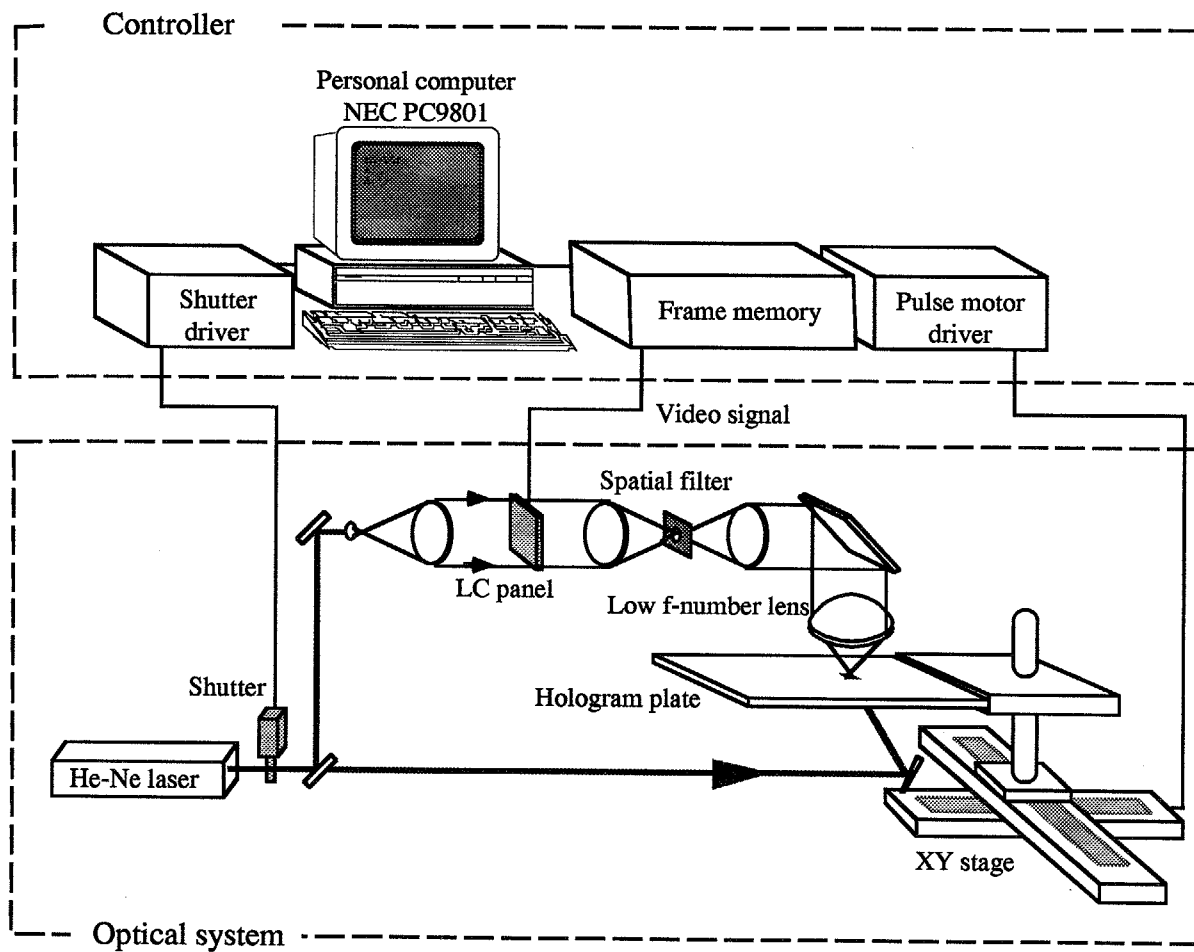 Controller
Personal computer
NEC PC9801
Shutter
driver
Frame memory
Pulse motor
driver
Video signal
Spatial filter
LC panel
Low f-number lens
Shutter
Hologram plate
He-Ne laser
XY stage
Optical system